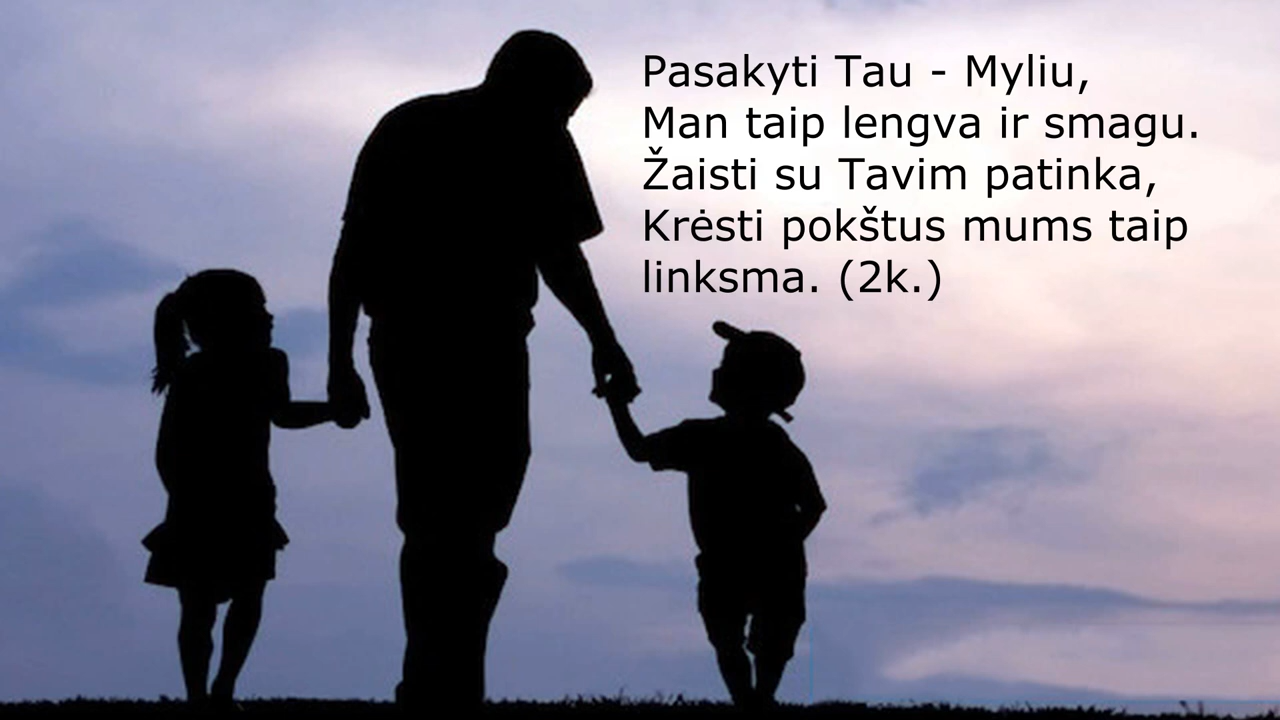 Pasakyti Tau - Myliu,
Man taip lengva ir smagu.
Žaisti su Tavim patinka,
Krėsti pokštus mums taip
linksma. (2k.)